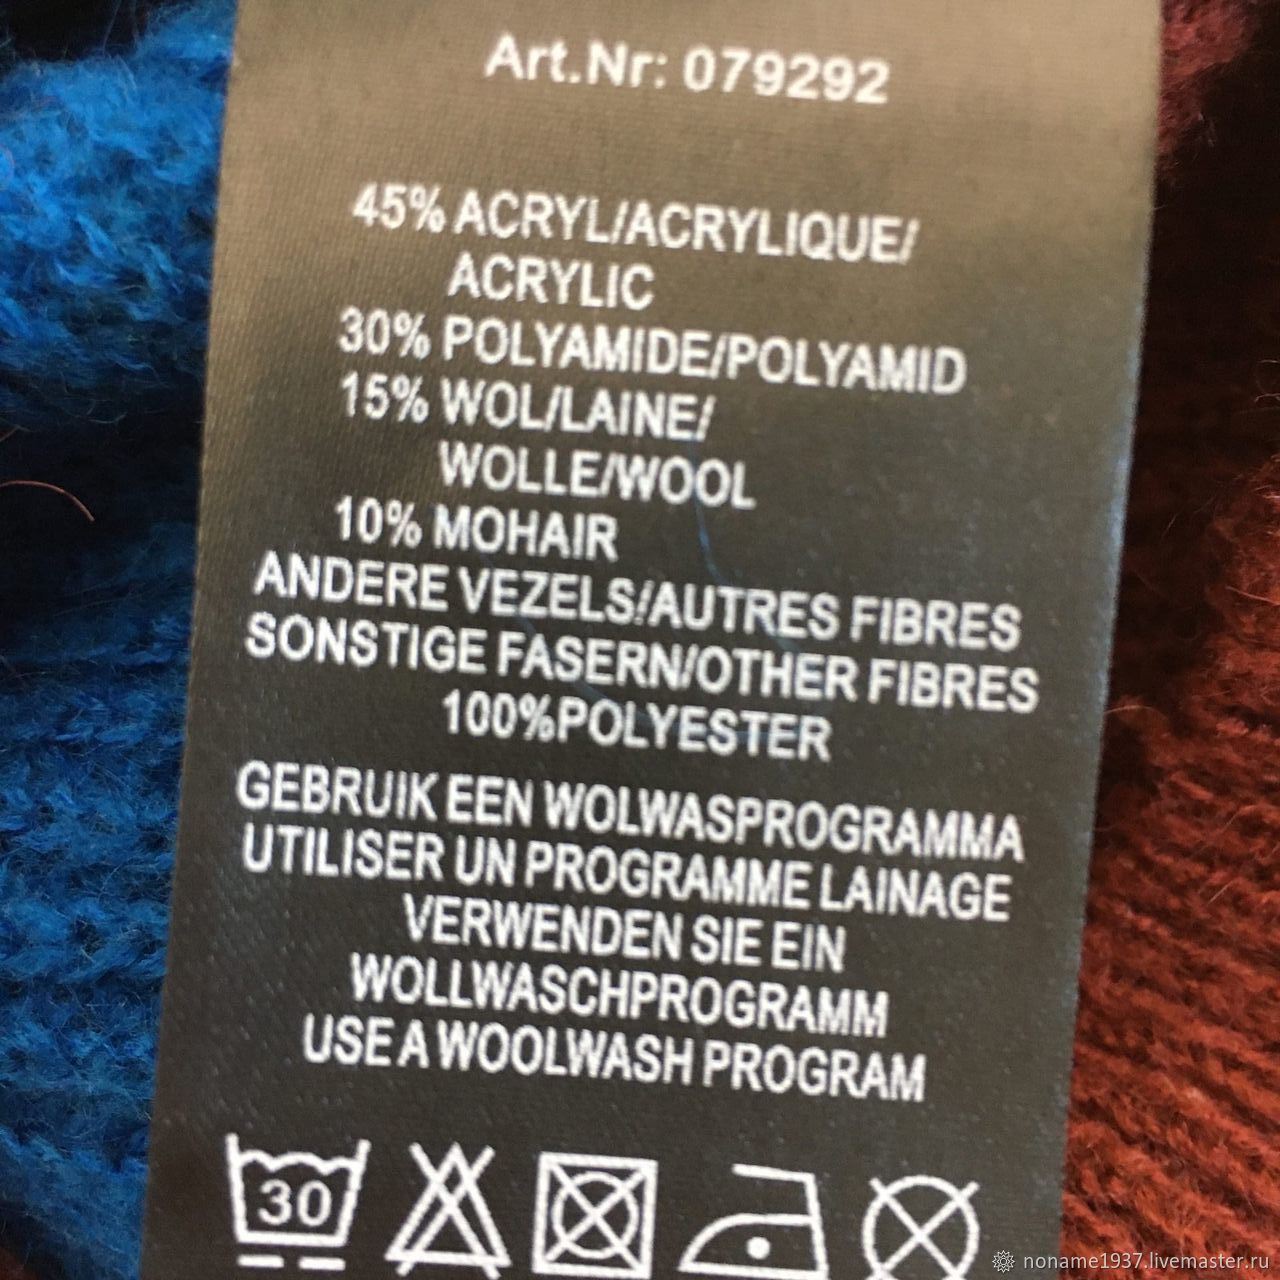 Art.Nr: 079292
45% ACRYL/ACRYLIQUE/
ACRYLIC
30% POLYAMIDE/POLYAMID
15% WOL/LAINE/
WOLLE/WOOL
10% MOHAIR
ANDERE VEZELS/AUTRES FIBRES
SONSTIGE FASERN/OTHER FIBRES
100%POLYESTER
GEBRUIK EEN WOLWASPROGRAMMA
UTILISER UN PROGRAMME LAINAGE
VERWENDEN SIE EIN
WOLLWASCHPROGRAMM
USE A WOOLWASH PROGRAM
30
noname1937.livemaster.ru